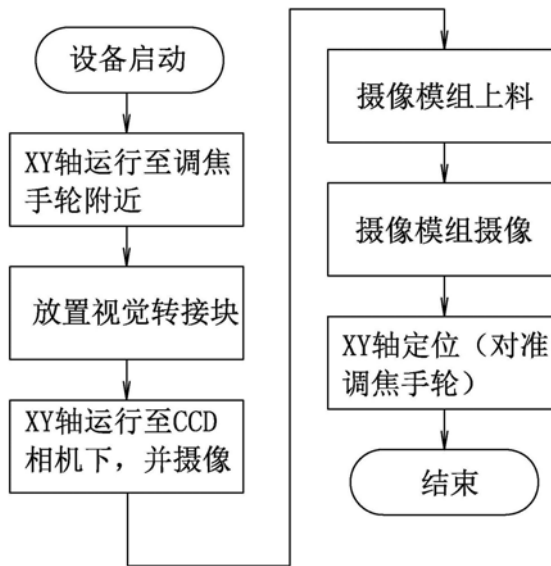 设备启动
XY轴运行至调焦
手轮附近
放置视觉转接块
XY轴运行至CCD
相机下，并摄像
摄像模组上料
摄像模组摄像
XY轴定位（对准
调焦手轮）
结束